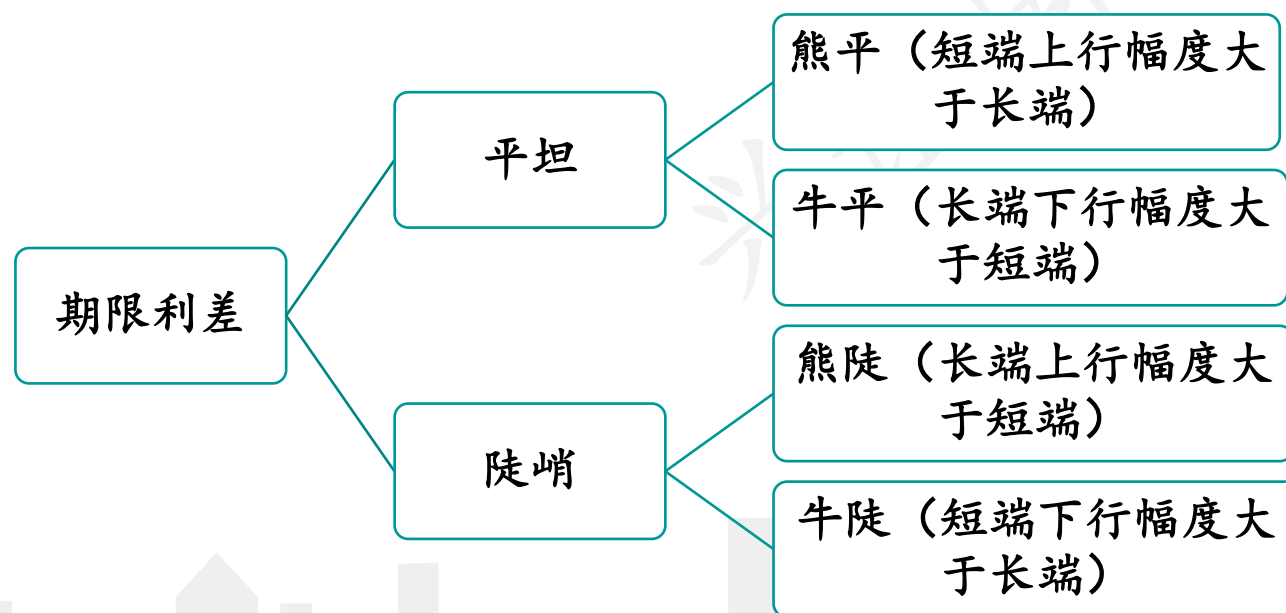 熊平（短端上行幅度大
于长端）
平坦
牛平（长端下行幅度大
于短端）
期限利差
熊陡（长端上行幅度大
于短端）
陡峭
牛陡（短端下行幅度大
于长端）